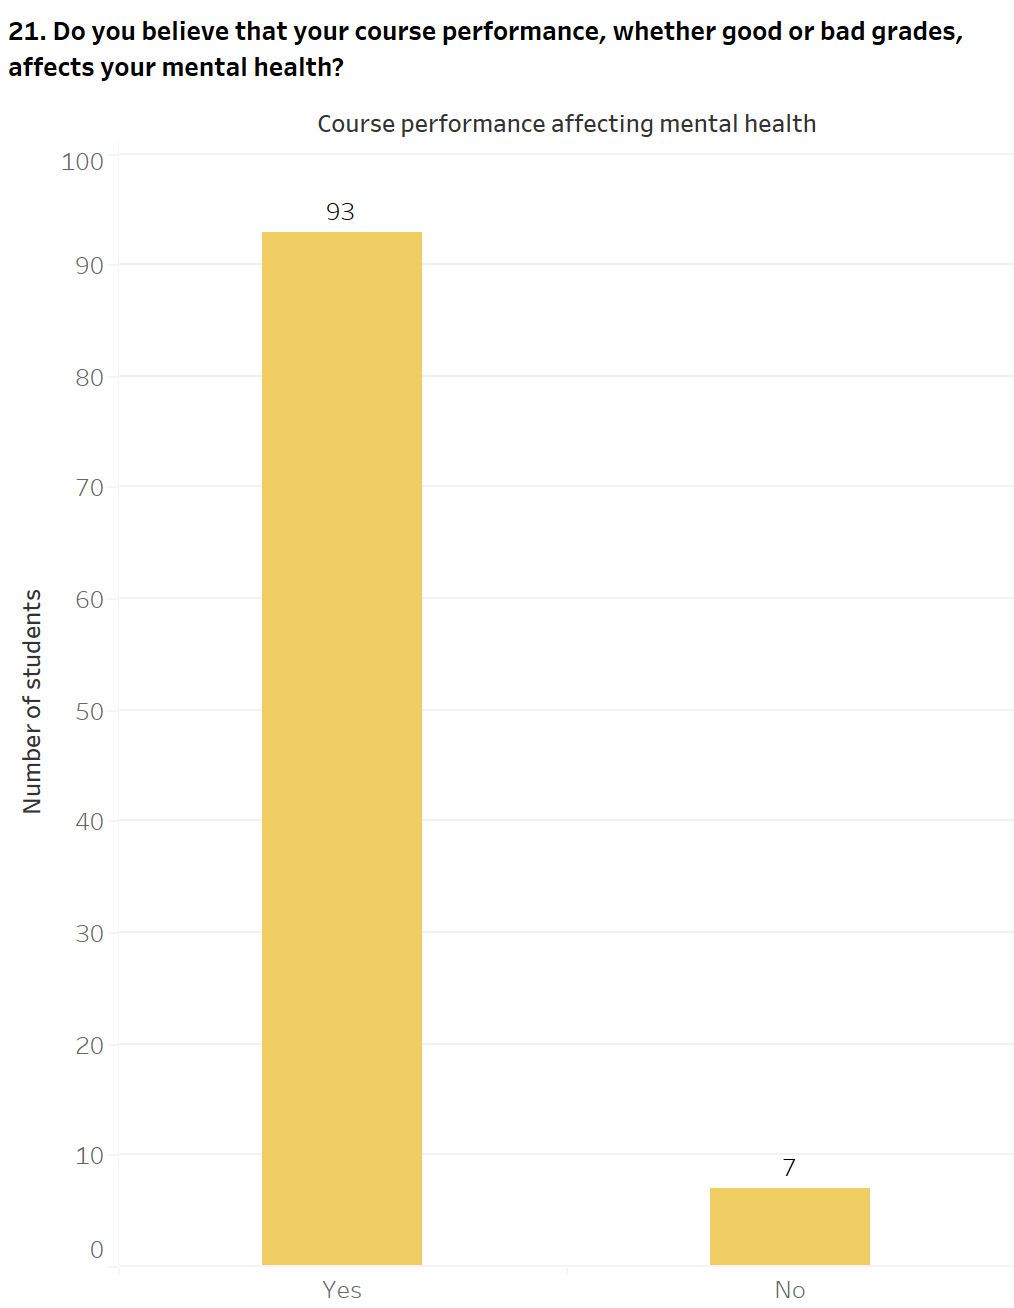 21. Do you believe that your course performance, whether good or bad grades,
affects your mental health?
Course performance affecting mental health
100
93
90
80
70
60
50
40
30
20
10
7
0
Number of students
Yes
No